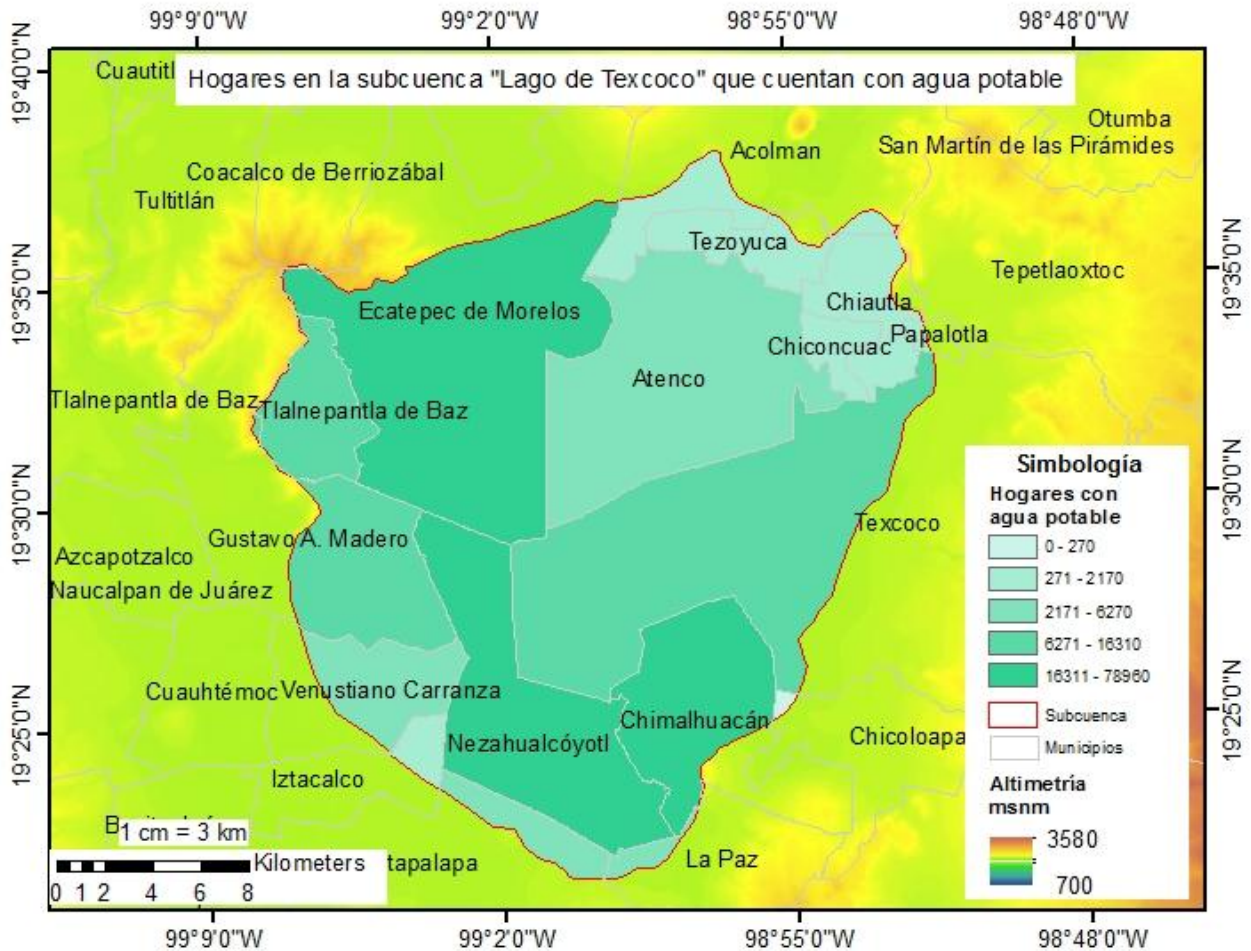 99°9'0"W 99°2'0"W 98°55'0"W 98°48'0"W
Hogares en la subcuenca "Lago de Texcoco" que cuentan con agua potable
19°40'0"N
19°35'0"N
19°30'0"N
19°25'0"N
19°35'0"N
19°30'0"N
19°25'0"N
Otumba
San Martín de las Pirámides
Acolman
Coacalco de Berriozábal
Tultitlán
Tezoyuca
Tepetlaoxtoc
Ecatepec de Morelos
Chiautla
Papalotla
Chiconcuac
Atenco
Tlalnepantla de Baz
Tlalnepantla de Baz
Texcoco
Gustavo A. Madero
Azcapotzalco
Naucalpan de Juárez
Cuauhtémoc
Venustiano Carranza
Chimalhuacán
Nezahualcóyotl
Chicoloapa
Iztacalco
La Paz
tapalapa
1 cm = 3 km
Kilometers
0 1 2 4 6 8
Simbología
Hogares con
agua potable
0 - 270
271 - 2170
2171 - 6270
6271 - 16310
16311 - 78960
Subcuenca
Municipios
Altimetría
msnm
3580
700
99°9'0"W 99°2'0"W 98°55'0"W 98°48'0"W